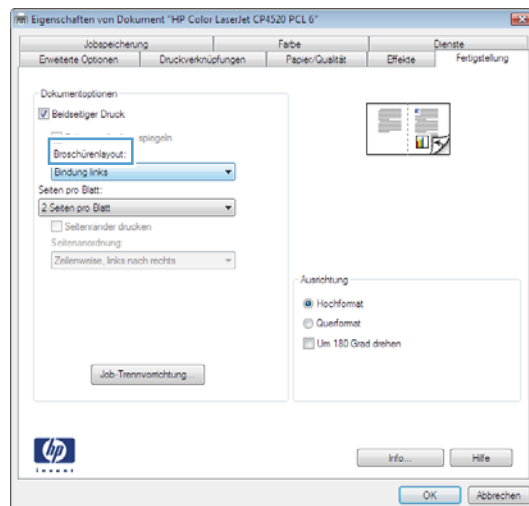 Eigenschaften von Dokument "HP Color LaserJet CP4520 PCL 6"
Jobspeicherung Farbe Dienste
Erweiterte Optionen Druckverknüpfungen Papier/Qualität Effekte Fertigstellung
Dokumentoptionen
Beidseitiger Druck
spiegeln
Broschürenlayout:
Bindung links
Seiten pro Blatt:
2 Seiten pro Blatt
Seitenränder drucken
Seitenanordnung:
Zeilenweise, links nach rechts
Ausrichtung
Hochformat
Querformat
Um 180 Grad drehen
Job-Trennvorrichtung...
hp
invent
Info... Hilfe
OK Abbrechen